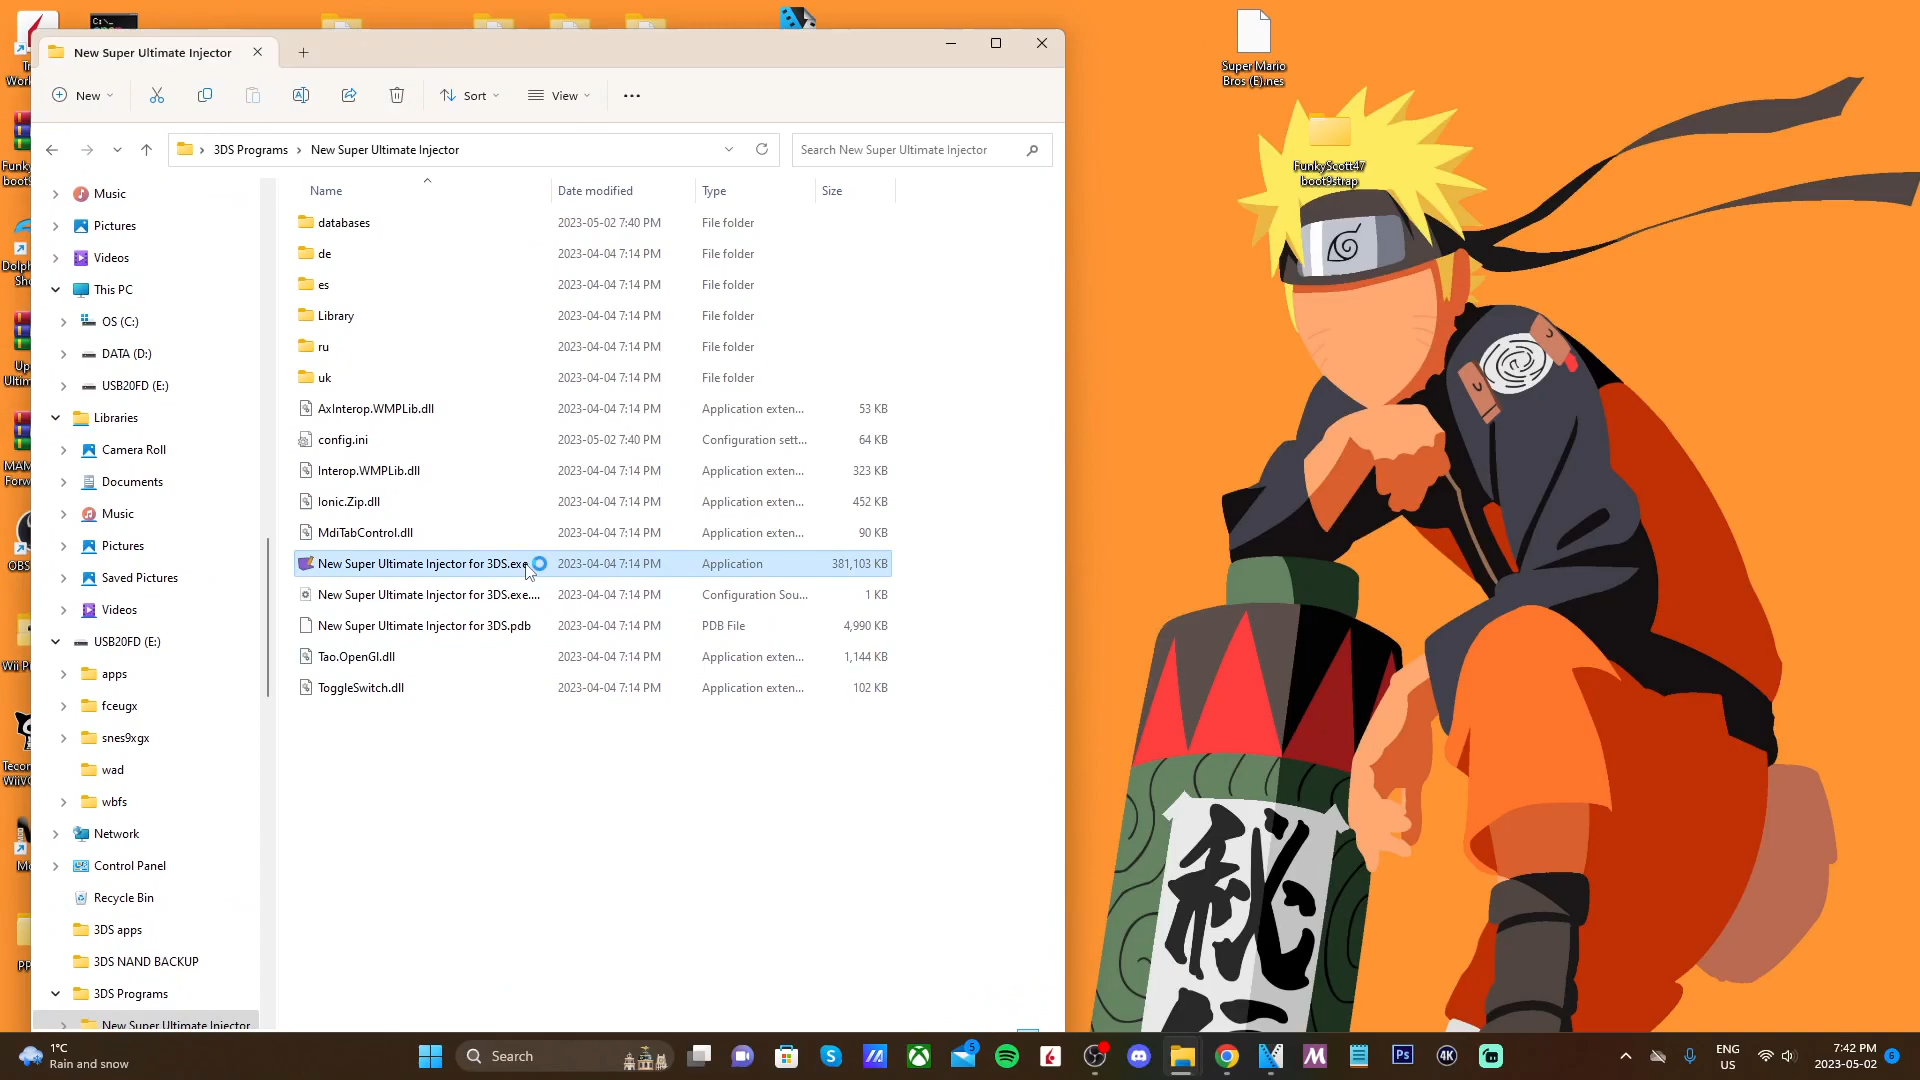 New Super Ultimate Injector
New
Sort
View
3DS Programs
New Super Ultimate Injector
Search New Super Ultimate Injector
Name
Date modified
Type
Size
databases
2023-05-02 7:40 PM
File folder
de
2023-04-04 7:14 PM
File folder
es
2023-04-04 7:14 PM
File folder
Library
2023-04-04 7:14 PM
File folder
ru
2023-04-04 7:14 PM
File folder
uk
2023-04-04 7:14 PM
File folder
AxInterop.WMPLib.dll
2023-04-04 7:14 PM
Application exten...
53 KB
config.ini
2023-05-02 7:40 PM
Configuration sett...
64 KB
Interop.WMPLib.dll
2023-04-04 7:14 PM
Application exten...
323 KB
Ionic.Zip.dll
2023-04-04 7:14 PM
Application exten...
452 KB
MdiTabControl.dll
2023-04-04 7:14 PM
Application exten...
90 KB
New Super Ultimate Injector for 3DS.exe
2023-04-04 7:14 PM
Application
381,103 KB
New Super Ultimate Injector for 3DS.exe....
2023-04-04 7:14 PM
Configuration Sou...
1 KB
New Super Ultimate Injector for 3DS.pdb
2023-04-04 7:14 PM
PDB File
4,990 KB
Tao.OpenGl.dll
2023-04-04 7:14 PM
Application exten...
1,144 KB
ToggleSwitch.dll
2023-04-04 7:14 PM
Application exten...
102 KB
Music
Pictures
Videos
This PC
OS (C:)
DATA (D:)
USB20FD (E:)
Libraries
Camera Roll
Documents
Music
Pictures
Saved Pictures
Videos
USB20FD (E:)
apps
fceugx
snes9xgx
wad
wbfs
Network
Control Panel
Recycle Bin
3DS apps
3DS NAND BACKUP
3DS Programs
New Super Ultimate Injector
Super Mario
Bros (E).nes
FunkyScott47
boot9strap
秘
1°C
Rain and snow
Search
5
Ps
4K
ENG
US
7:42 PM
2023-05-02
6